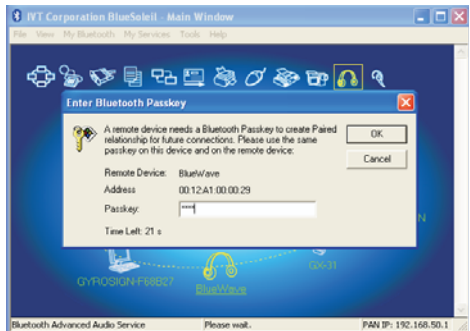 IVT Corporation BlueSoleil - Main Window
File View My Bluetooth My Services Tools Help
Enter Bluetooth Passkey
A remote device needs a Bluetooth Passkey to create Paired
relationship for future connections. Please use the same
passkey on this device and on the remote device:
OK
Cancel
Remote Device: BlueWave
Address 00:12:A1:00:00:29
Passkey: ****
Time Left: 21 s
N
GYROSIGN-F68B27
BlueWave
GX-31
Bluetooth Advanced Audio Service Please wait. PAN IP: 192.168.50.1